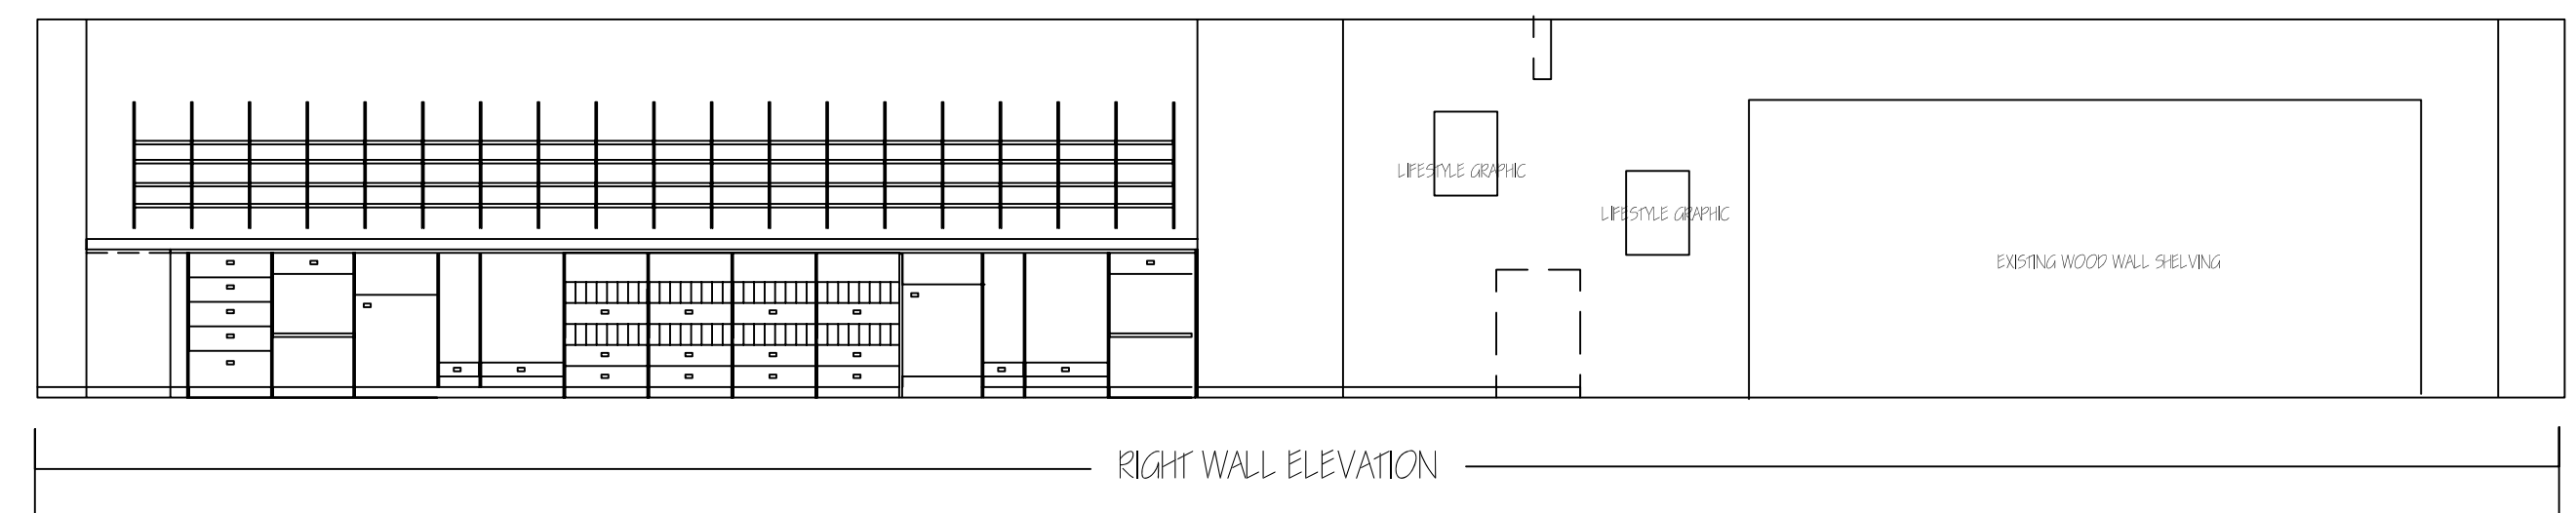 LIFESTYLE GRAPHIC
LIFESTYLE GRAPHIC
EXISTING WOOD WALL SHELVING
RIGHT WALL ELEVATION